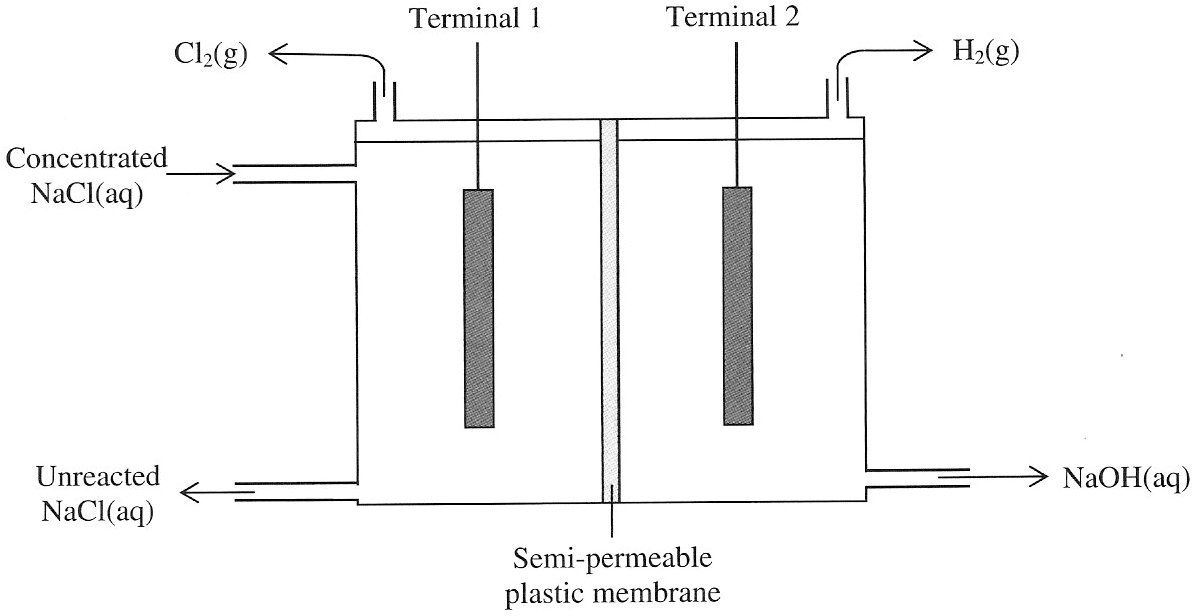 Terminal 1
Terminal 2
Cl₂(g)
H₂(g)
Concentrated
NaCl(aq)
Unreacted
NaCl(aq)
NaOH(aq)
Semi-permeable
plastic membrane